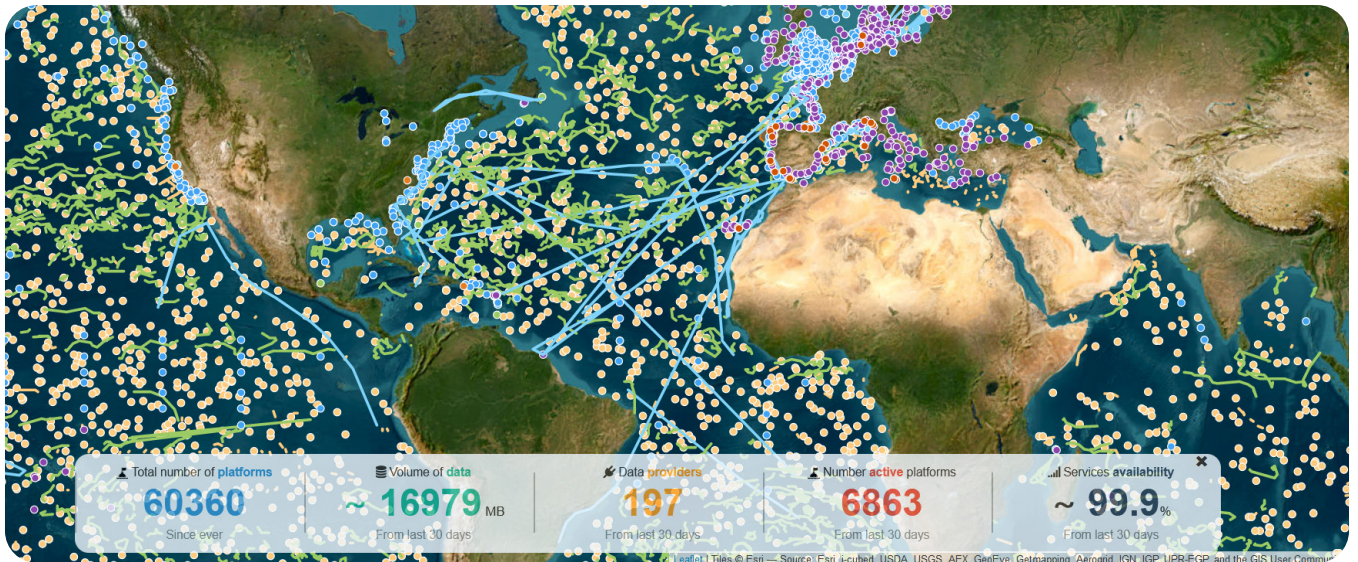 Total number of platforms
60360
Since ever
Volume of data
~ 16979 MB
From last 30 days
Data providers
197
From last 30 days
Number active platforms
6863
From last 30 days
Services availability
~ 99.9 %
From last 30 days
Leaflet | Tiles © Esri — Source: Esri, i-cubed, USDA, USGS, AEX, GeoEye, Getmapping, Aerogrid, IGN, IGP, UPR-EGP, and the GIS User